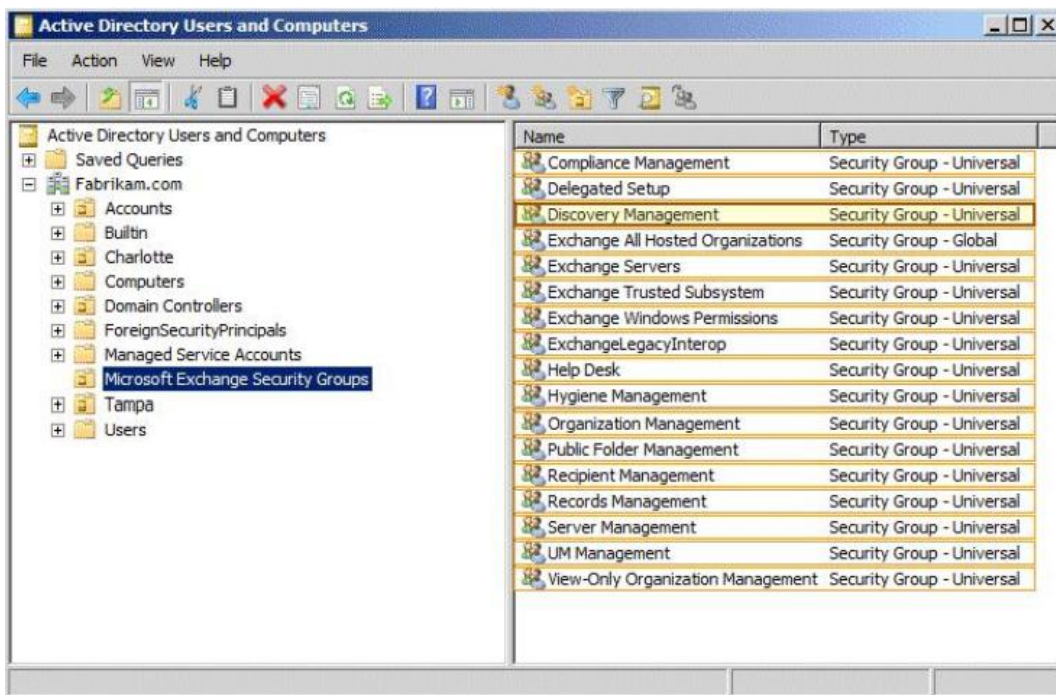 Active Directory Users and Computers
File Action View Help
Active Directory Users and Computers
Saved Queries
Fabrikam.com
Accounts
Builtin
Charlotte
Computers
Domain Controllers
ForeignSecurityPrincipals
Managed Service Accounts
Microsoft Exchange Security Groups
Tampa
Users
Name Type
Compliance Management Security Group - Universal
Delegated Setup Security Group - Universal
Discovery Management Security Group - Universal
Exchange All Hosted Organizations Security Group - Global
Exchange Servers Security Group - Universal
Exchange Trusted Subsystem Security Group - Universal
Exchange Windows Permissions Security Group - Universal
ExchangeLegacyInterop Security Group - Universal
Help Desk Security Group - Universal
Hygiene Management Security Group - Universal
Organization Management Security Group - Universal
Public Folder Management Security Group - Universal
Recipient Management Security Group - Universal
Records Management Security Group - Universal
Server Management Security Group - Universal
UM Management Security Group - Universal
View-Only Organization Management Security Group - Universal